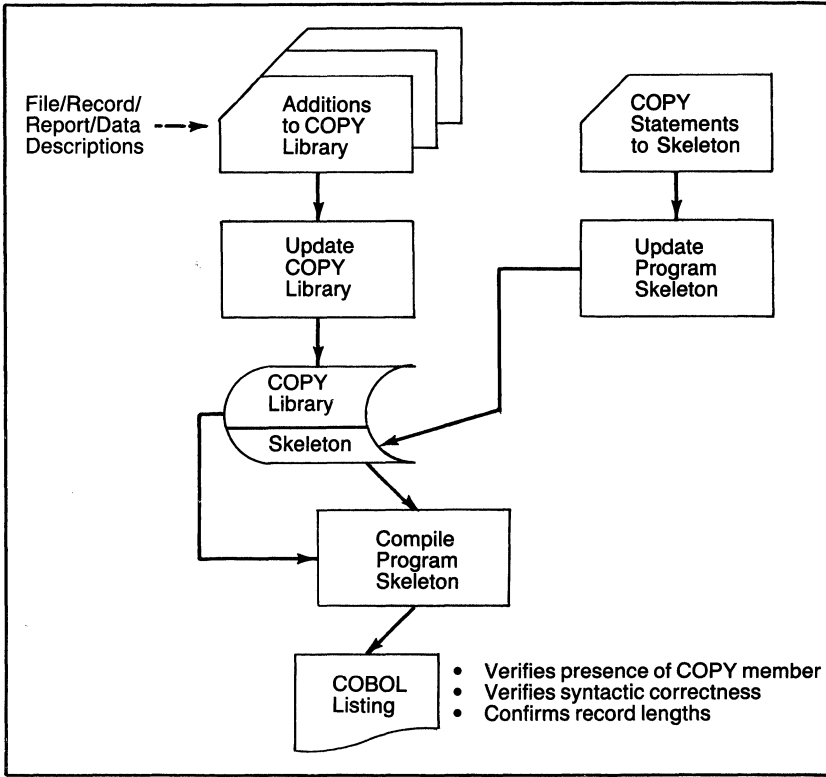 File/Record/
Report/Data
Descriptions
Additions
to COPY
Library
COPY
Statements
to Skeleton
Update
COPY
Library
Update
Program
Skeleton
COPY
Library
Skeleton
Compile
Program
Skeleton
COBOL
Listing
• Verifies presence of COPY member
• Verifies syntactic correctness
• Confirms record lengths